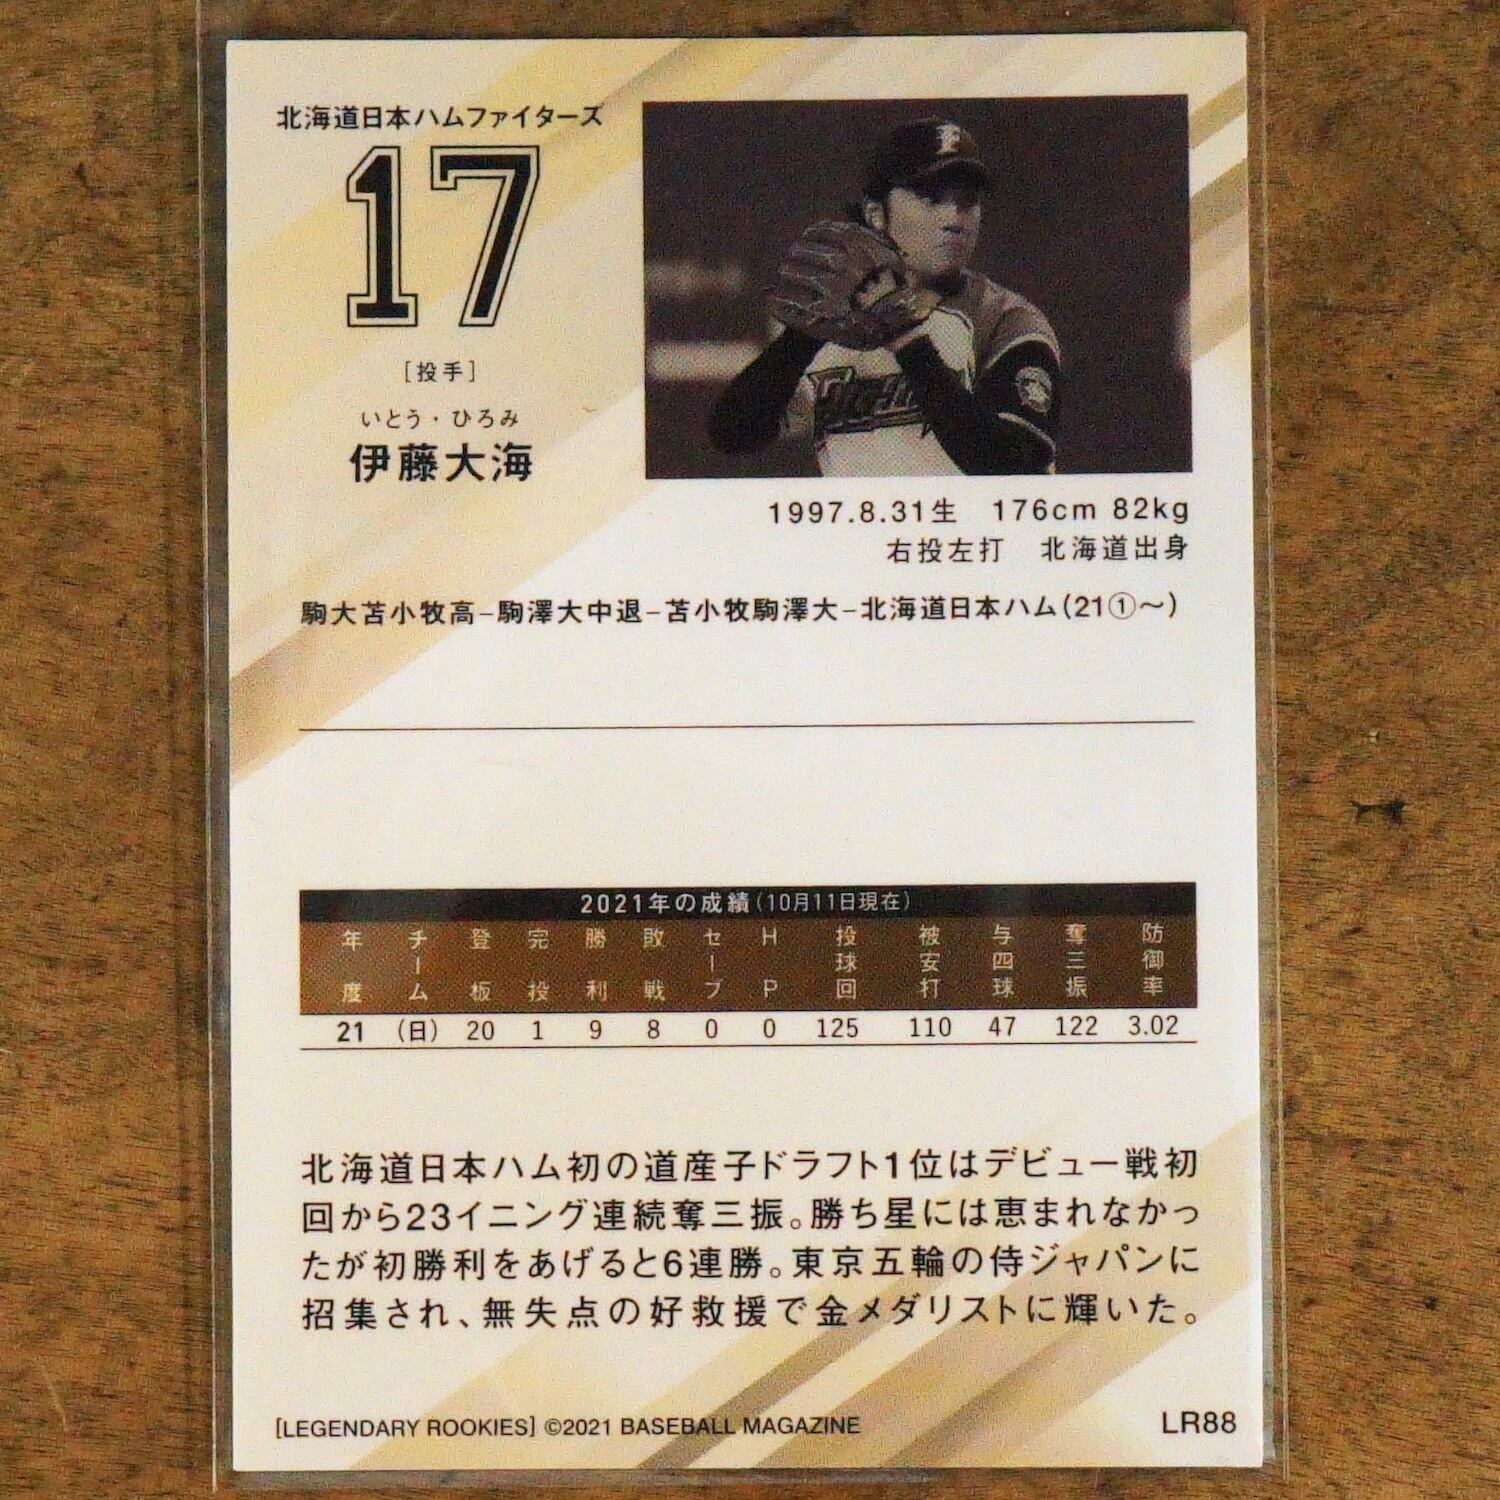 北海道日本ハムファイターズ
17
[投手]
いとう・ひろみ
伊藤大海
1997.8.31生　176cm 82kg
右投左打　北海道出身
駒大苫小牧高−駒澤大中退−苫小牧駒澤大−北海道日本ハム(21①〜)
2021年の成績(10月11日現在)
年度 チーム 登板 完投 勝利 敗戦 セーブ HP 投球回 被安打 与四球 奪三振 防御率
21 (日) 20 1 9 8 0 0 125 110 47 122 3.02
北海道日本ハム初の道産子ドラフト1位はデビュー戦初
回から23イニング連続奪三振。勝ち星には恵まれなかっ
たが初勝利をあげると6連勝。東京五輪の侍ジャパンに
招集され、無失点の好救援で金メダリストに輝いた。
[LEGENDARY ROOKIES] ©2021 BASEBALL MAGAZINE
LR88